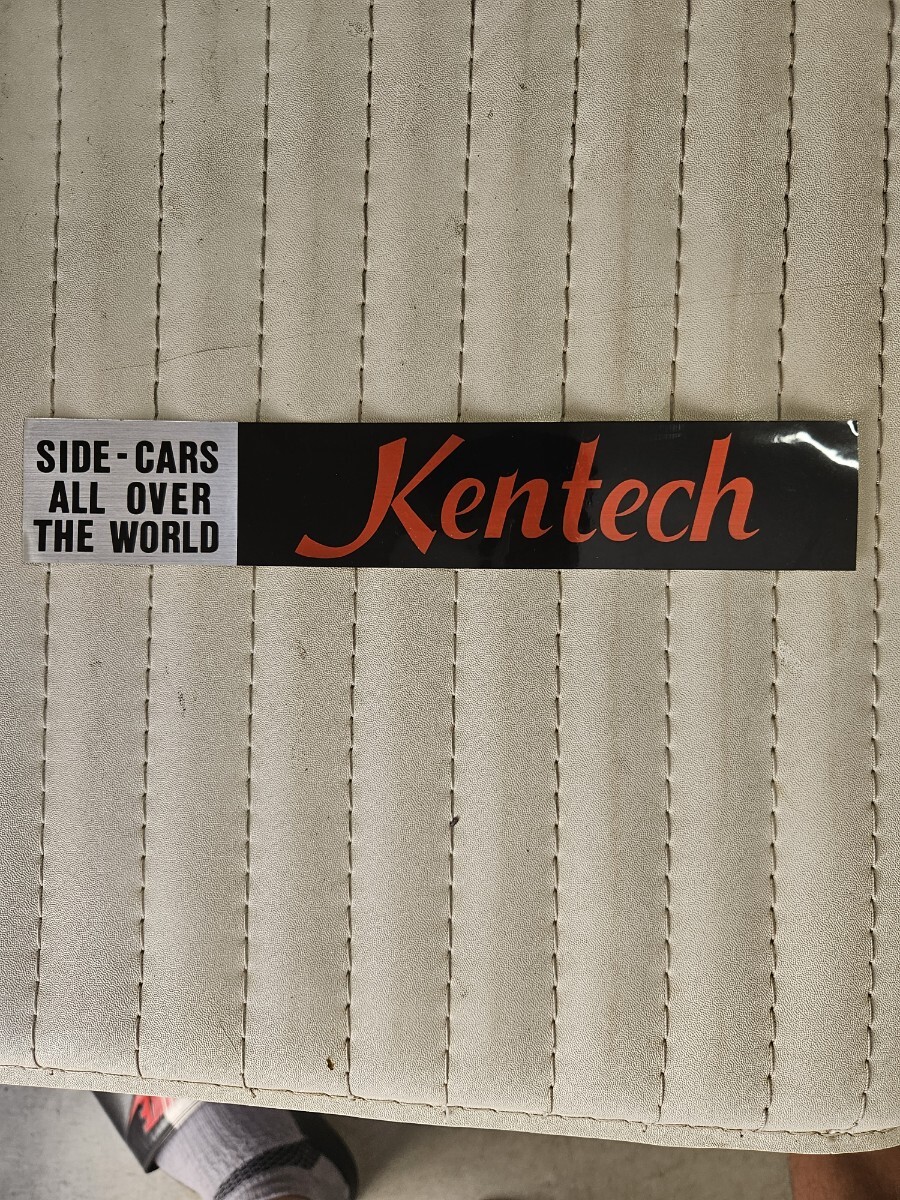 SIDE-CARS
ALL OVER
THE WORLD
Kentech